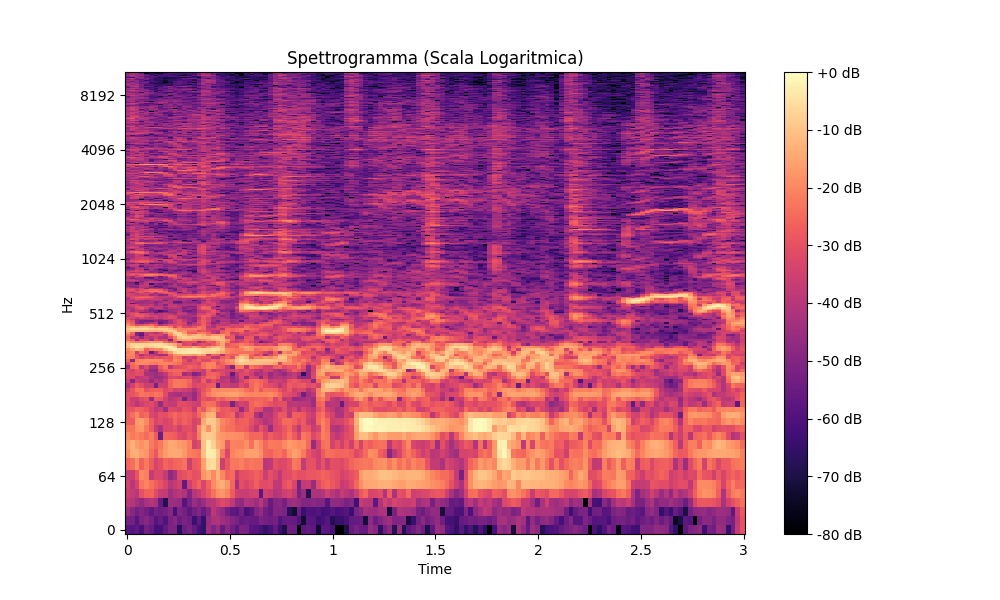 Spettrogramma (Scala Logaritmica)
Hz
8192
4096
2048
1024
512
256
128
64
0
0 0.5 1 1.5 2 2.5 3
Time
+0 dB
-10 dB
-20 dB
-30 dB
-40 dB
-50 dB
-60 dB
-70 dB
-80 dB